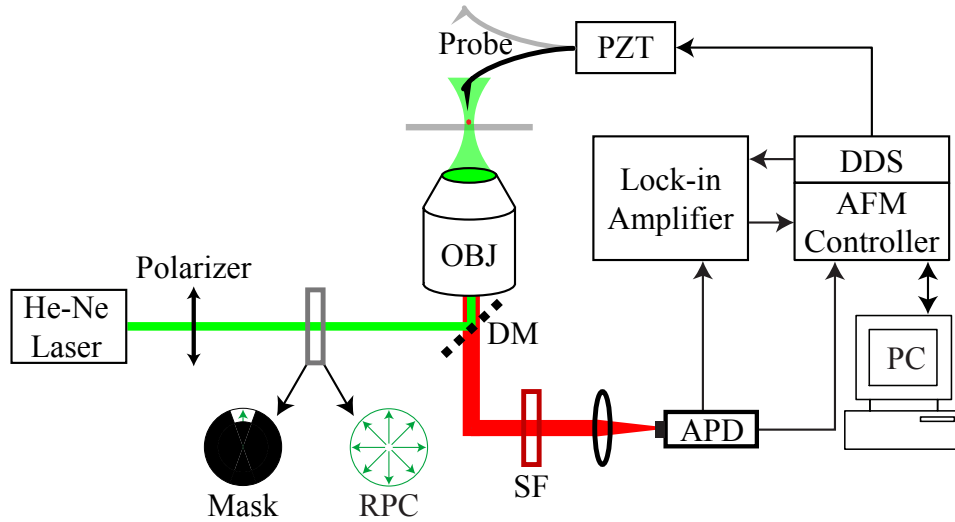 Probe
PZT
Lock-in
Amplifier
DDS
AFM
Controller
OBJ
Polarizer
He-Ne
Laser
DM
PC
APD
SF
Mask
RPC